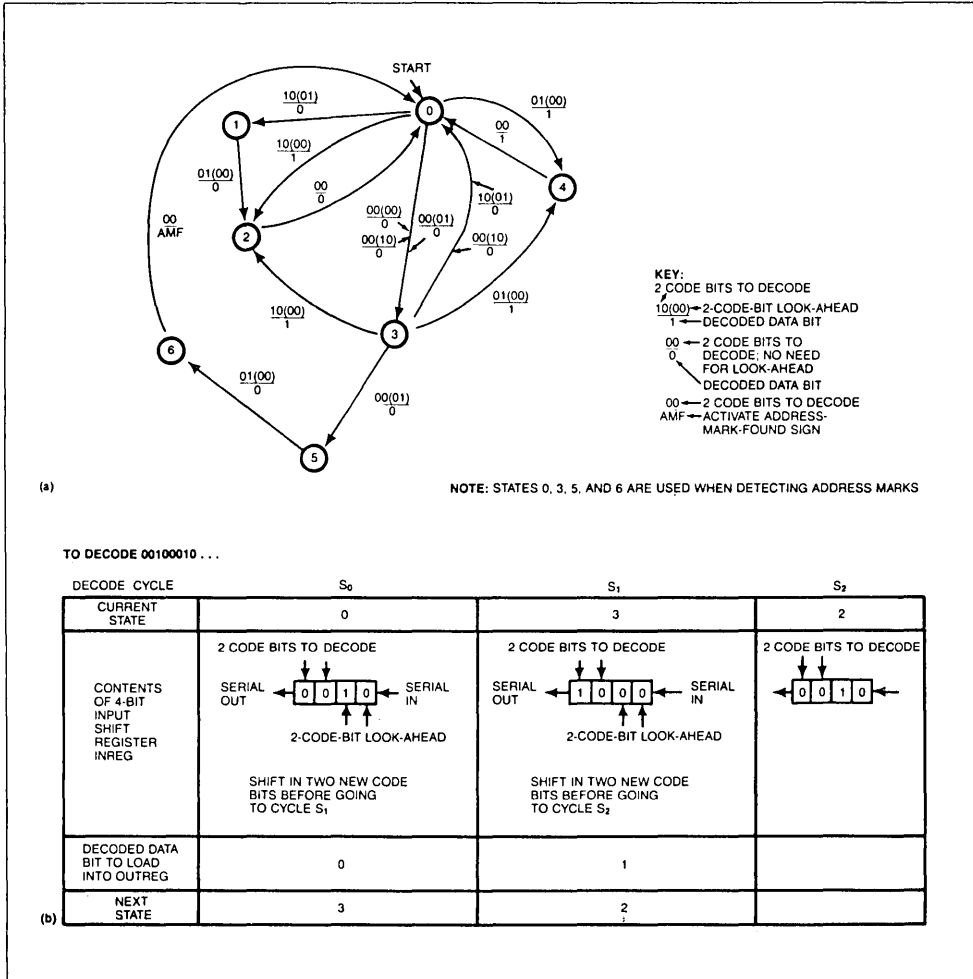 START
10(01)
0
01(00)
1
0
1
10(00)
1
00
1
01(00)
0
00
0
4
10(01)
0
00(00)
0
00(01)
0
00
AMF
2
00(10)
0
00(10)
0
01(00)
1
10(00)
1
3
6
01(00)
0
00(01)
0
5
KEY:
2 CODE BITS TO DECODE
10(00) 2-CODE-BIT LOOK-AHEAD
1 DECODED DATA BIT
00 2 CODE BITS TO
0 DECODE; NO NEED
FOR LOOK-AHEAD
DECODED DATA BIT
00 2 CODE BITS TO DECODE
AMF ACTIVATE ADDRESS-
MARK-FOUND SIGN
(a)
NOTE: STATES 0, 3, 5, AND 6 ARE USED WHEN DETECTING ADDRESS MARKS
TO DECODE 00100010 . . .
DECODE CYCLE S0 S1 S2
CURRENT
STATE
0 3 2
CONTENTS
OF 4-BIT
INPUT
SHIFT
REGISTER
INREG
2 CODE BITS TO DECODE
SERIAL
OUT
0 0 1 0
SERIAL
IN
2-CODE-BIT LOOK-AHEAD
SHIFT IN TWO NEW CODE
BITS BEFORE GOING
TO CYCLE S1
2 CODE BITS TO DECODE
SERIAL
OUT
1 0 0 0
SERIAL
IN
2-CODE-BIT LOOK-AHEAD
SHIFT IN TWO NEW CODE
BITS BEFORE GOING
TO CYCLE S2
2 CODE BITS TO DECODE
0 0 1 0
DECODED DATA
BIT TO LOAD
INTO OUTREG
0 1
NEXT
STATE
3 2
(b)